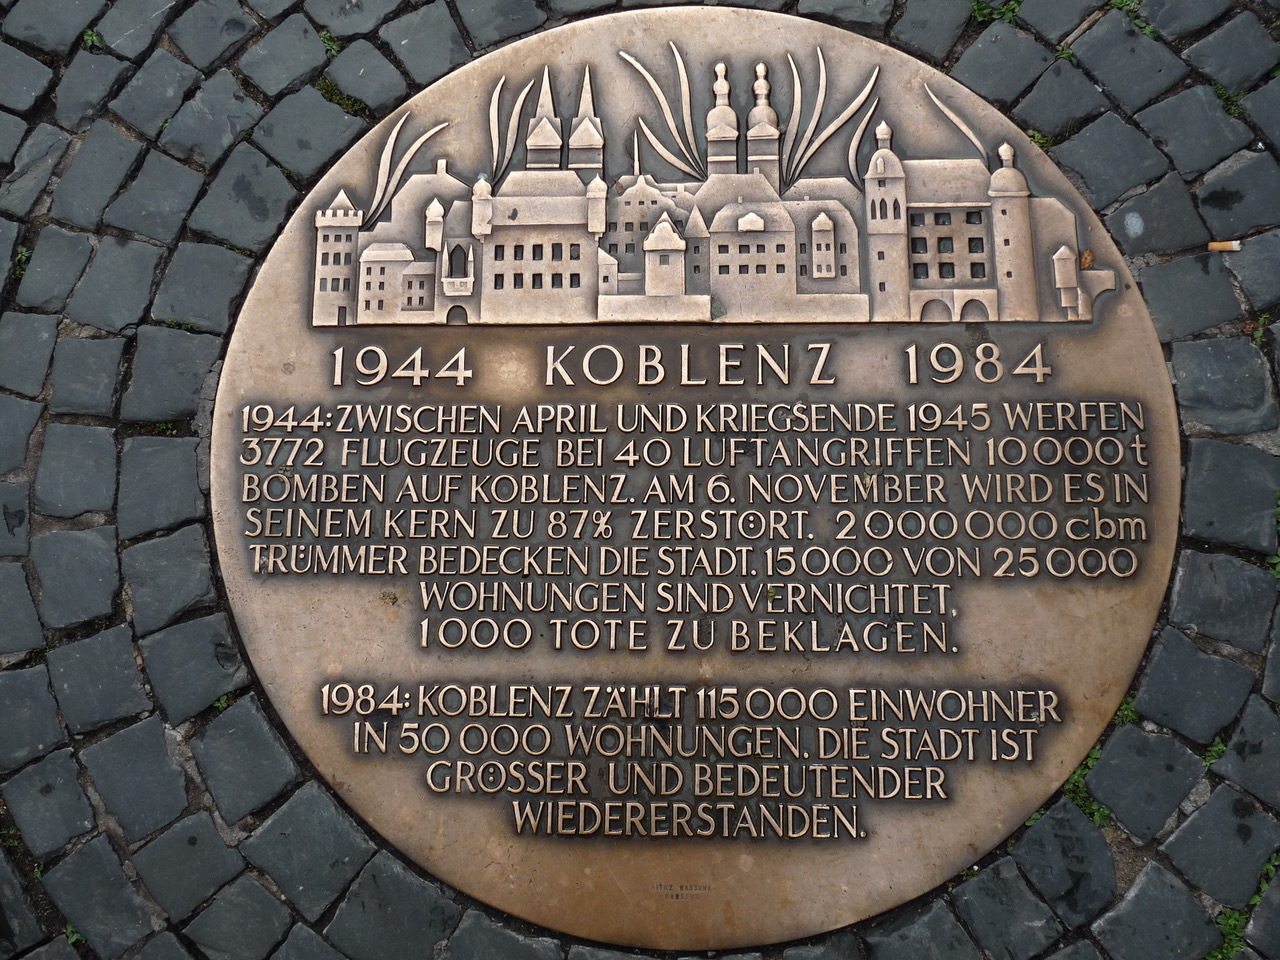 1944 KOBLENZ 1984
1944: ZWISCHEN APRIL UND KRIEGSENDE 1945 WERFEN
3772 FLUGZEUGE BEI 40 LUFTANGRIFFEN 10000t
BOMBEN AUF KOBLENZ. AM 6. NOVEMBER WIRD ES IN
SEINEM KERN ZU 87% ZERSTÖRT. 2000000 cbm
TRÜMMER BEDECKEN DIE STADT. 15000 VON 25000
WOHNUNGEN SIND VERNICHTET,
1000 TOTE ZU BEKLAGEN.
1984: KOBLENZ ZÄHLT 115000 EINWOHNER
IN 50000 WOHNUNGEN. DIE STADT IST
GRÖSSER UND BEDEUTENDER
WIEDERERSTANDEN.